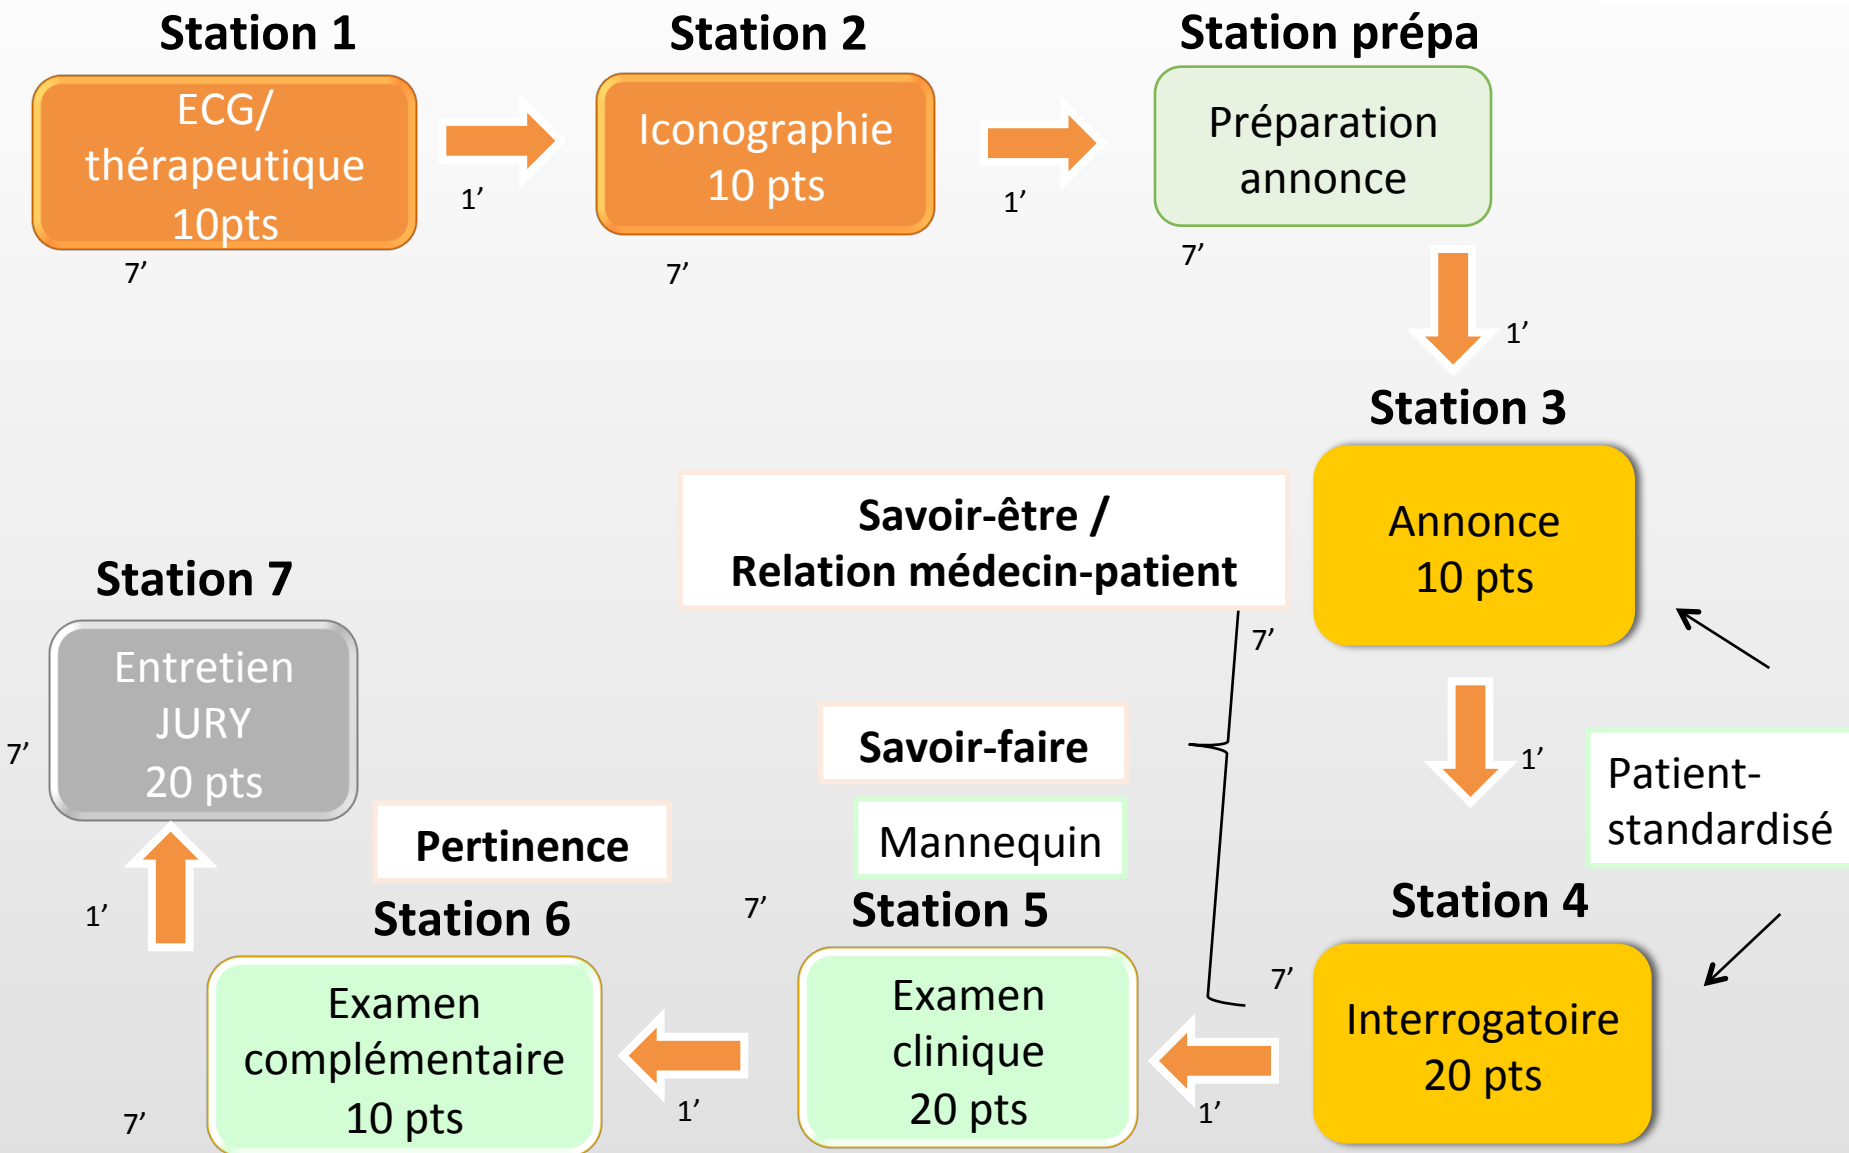 Station 1
ECG/
thérapeutique
10pts
7’
1’
Station 2
Iconographie
10 pts
7’
1’
Station prépa
Préparation
annonce
7’
1’
Station 3
Annonce
10 pts
7’
1’
Savoir-être /
Relation médecin-patient
Patient-
standardisé
Station 4
Interrogatoire
20 pts
7’
1’
Savoir-faire
Mannequin
Station 5
Examen
clinique
20 pts
7’
1’
Pertinence
Station 6
Examen
complémentaire
10 pts
7’
1’
Station 7
Entretien
JURY
20 pts
7’